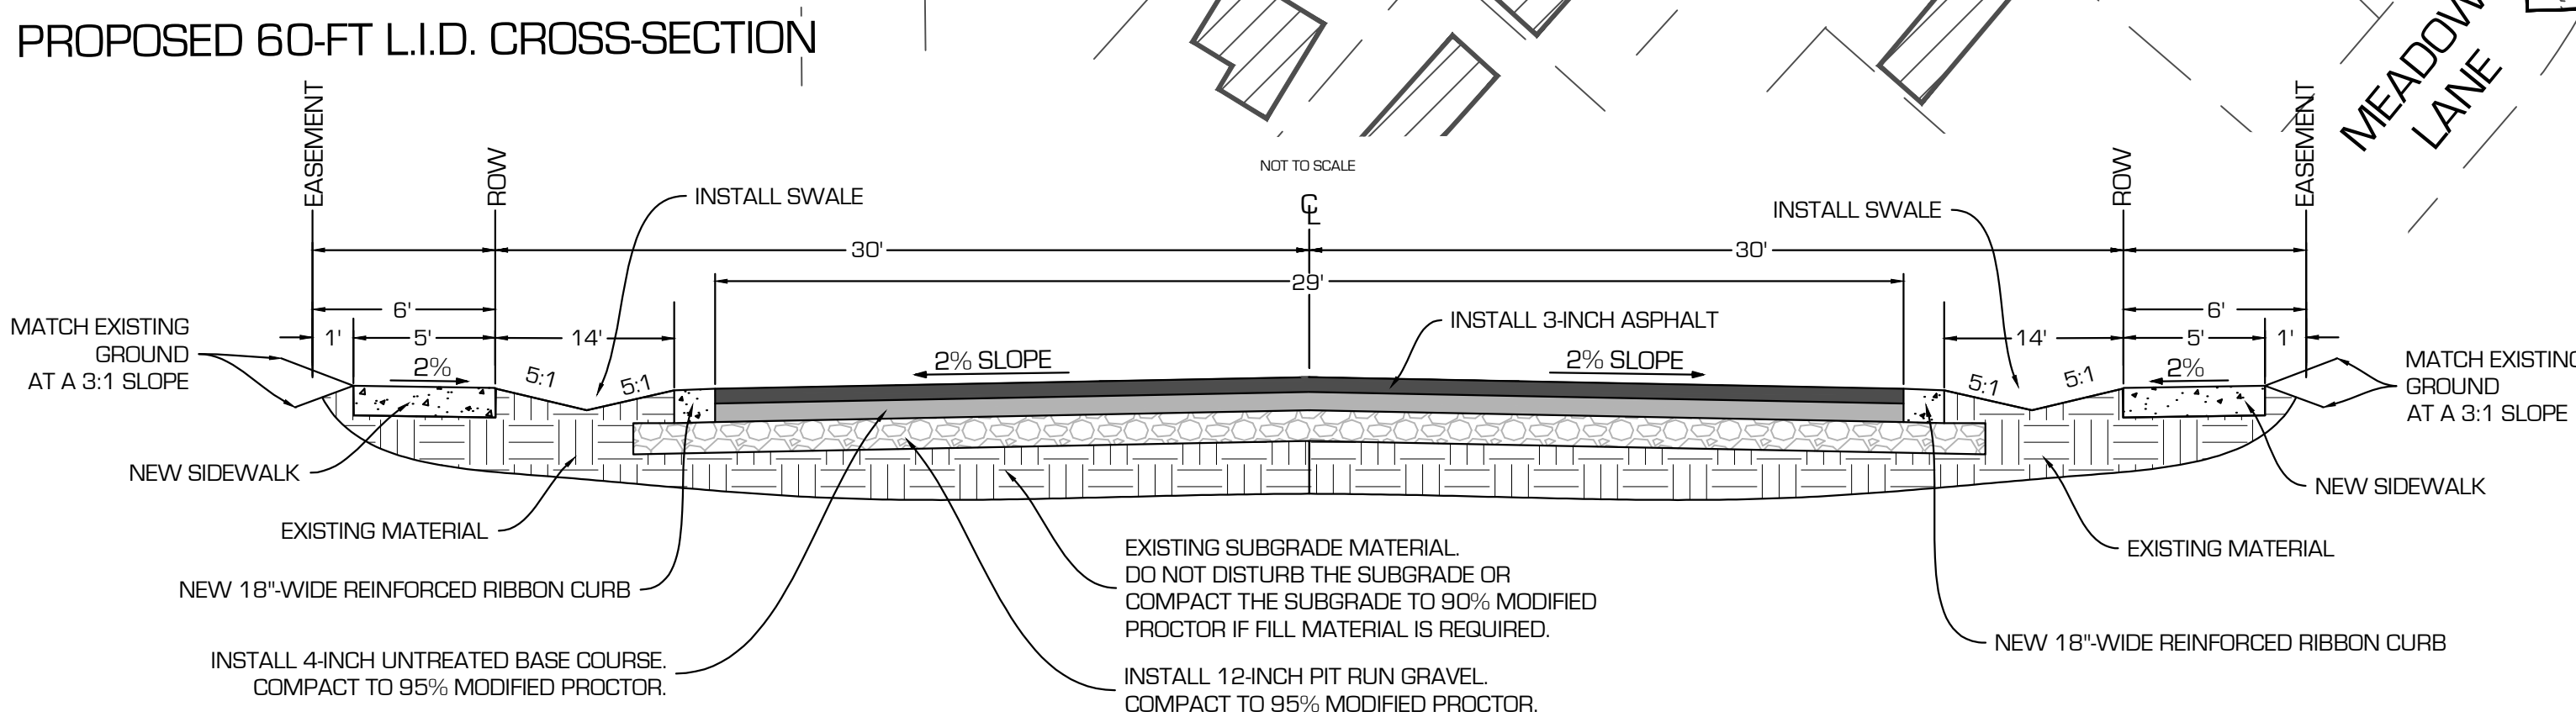 PROPOSED 60-FT L.I.D. CROSS-SECTION
MEADOW
LANE
NOT TO SCALE
EASEMENT
ROW
INSTALL SWALE
CL
INSTALL SWALE
ROW
EASEMENT
30'
30'
29'
6'
6'
1'
5'
14'
14'
5'
1'
MATCH EXISTING
GROUND
AT A 3:1 SLOPE
2%
5:1
5:1
2% SLOPE
INSTALL 3-INCH ASPHALT
2% SLOPE
5:1
5:1
2%
MATCH EXISTING
GROUND
AT A 3:1 SLOPE
NEW SIDEWALK
NEW SIDEWALK
EXISTING MATERIAL
EXISTING MATERIAL
NEW 18"-WIDE REINFORCED RIBBON CURB
EXISTING SUBGRADE MATERIAL.
DO NOT DISTURB THE SUBGRADE OR
COMPACT THE SUBGRADE TO 90% MODIFIED
PROCTOR IF FILL MATERIAL IS REQUIRED.
NEW 18"-WIDE REINFORCED RIBBON CURB
INSTALL 4-INCH UNTREATED BASE COURSE.
COMPACT TO 95% MODIFIED PROCTOR.
INSTALL 12-INCH PIT RUN GRAVEL.
COMPACT TO 95% MODIFIED PROCTOR.